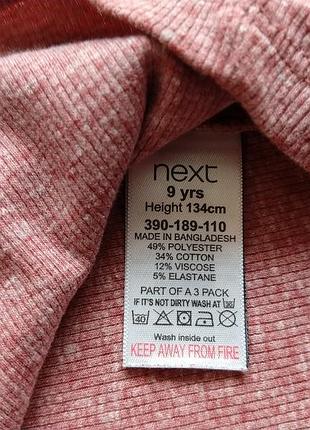 next
9 yrs
Height 134cm
390-189-110
MADE IN BANGLADESH
49% POLYESTER
34% COTTON
12% VISCOSE
5% ELASTANE
PART OF A 3 PACK
IF IT'S NOT DIRTY WASH AT 30
40
Wash inside out
KEEP AWAY FROM FIRE